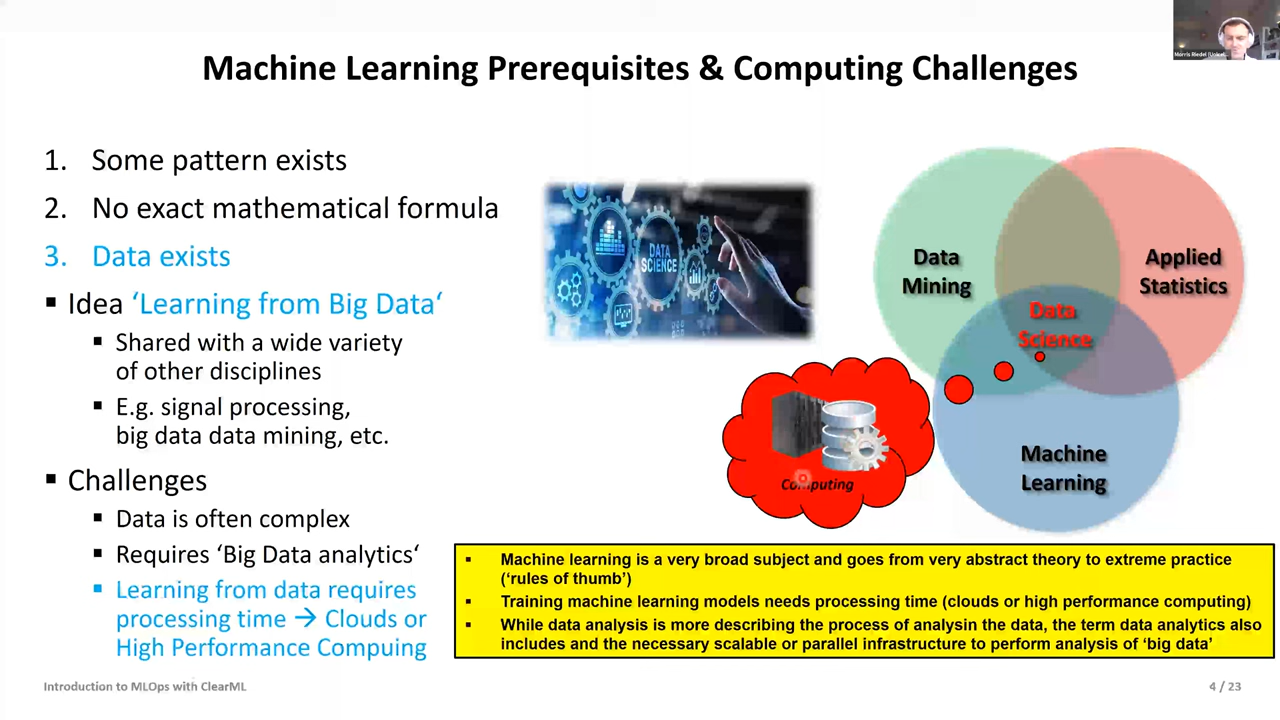 Morris Riedel (Unicel...
Machine Learning Prerequisites & Computing Challenges
1. Some pattern exists
2. No exact mathematical formula
3. Data exists
▪ Idea ‘Learning from Big Data‘
▪ Shared with a wide variety
of other disciplines
▪ E.g. signal processing,
big data data mining, etc.
▪ Challenges
▪ Data is often complex
▪ Requires ‘Big Data analytics‘
▪ Learning from data requires
processing time → Clouds or
High Performance Compuing
DATA
SCIENCE
Data
Mining
Applied
Statistics
Data
Science
Machine
Learning
Computing
▪ Machine learning is a very broad subject and goes from very abstract theory to extreme practice
(‘rules of thumb’)
▪ Training machine learning models needs processing time (clouds or high performance computing)
▪ While data analysis is more describing the process of analysin the data, the term data analytics also
includes and the necessary scalable or parallel infrastructure to perform analysis of ‘big data’
Introduction to MLOps with ClearML
4 / 23